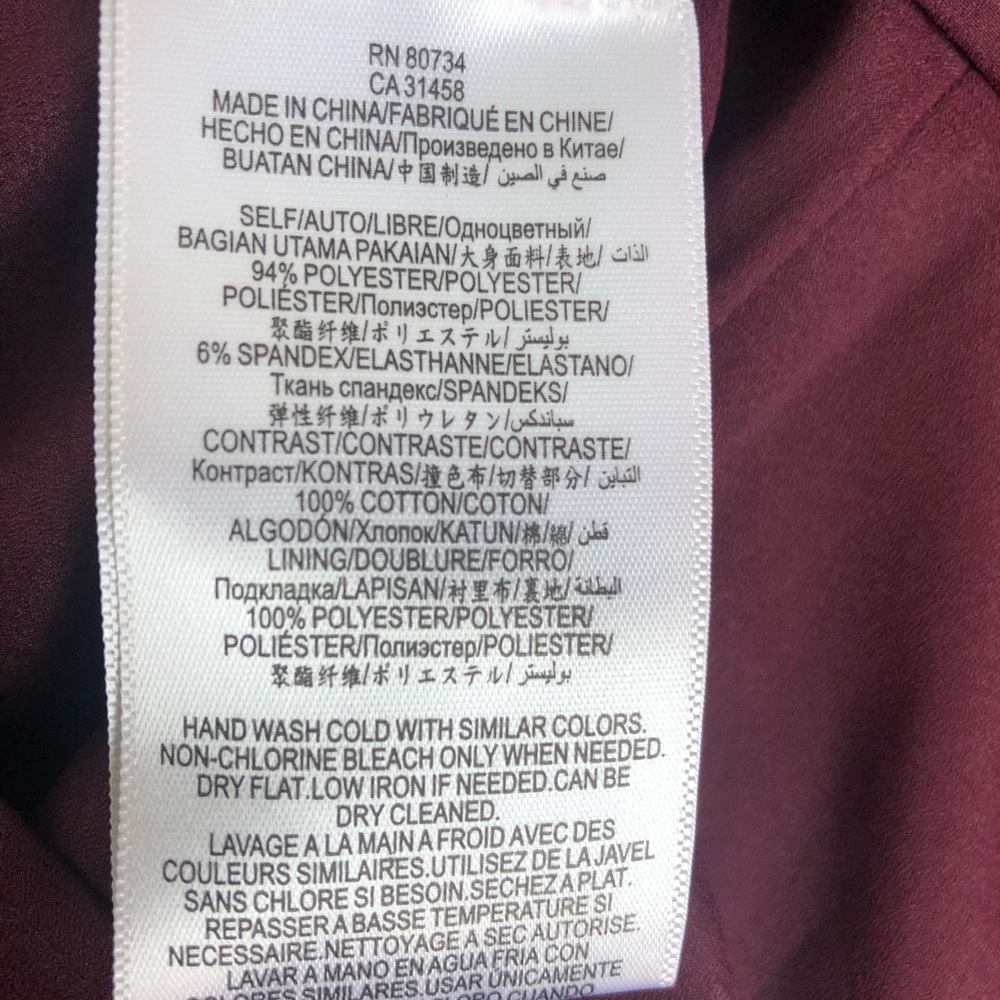 RN 80734
CA 31458
MADE IN CHINA/FABRIQUÉ EN CHINE/
HECHO EN CHINA/Произведено в Китае/
BUATAN CHINA/中国制造/ صنع في الصين
SELF/AUTO/LIBRE/Одноцветный/
BAGIAN UTAMA PAKAIAN/大身面料/表地/ الذات
94% POLYESTER/POLYESTER/
POLIÉSTER/Полиэстер/POLIESTER/
聚酯纤维/ポリエステル/ بوليستر
6% SPANDEX/ELASTHANNE/ELASTANO/
Ткань спандекс/SPANDEKS/
弹性纤维/ポリウレタン/سباندكس
CONTRAST/CONTRASTE/CONTRASTE/
Контраст/KONTRAS/撞色布/切替部分/ التباين
100% COTTON/COTON/
ALGODÓN/Хлопок/KATUN/棉/綿/ قطن
LINING/DOUBLURE/FORRO/
Подкладка/LAPISAN/衬里布/裏地/ البطانة
100% POLYESTER/POLYESTER/
POLIÉSTER/Полиэстер/POLIESTER/
聚酯纤维/ポリエステル/ بوليستر
HAND WASH COLD WITH SIMILAR COLORS.
NON-CHLORINE BLEACH ONLY WHEN NEEDED.
DRY FLAT.LOW IRON IF NEEDED.CAN BE
DRY CLEANED.
LAVAGE A LA MAIN A FROID AVEC DES
COULEURS SIMILAIRES.UTILISEZ DE LA JAVEL
SANS CHLORE SI BESOIN.SECHEZ A PLAT.
REPASSER A BASSE TEMPERATURE SI
NECESSAIRE.NETTOYAGE A SEC AUTORISE.
LAVAR A MANO EN AGUA FRIA CON
COLORES SIMILARES.USAR ÚNICAMENTE
CLORO CUANDO